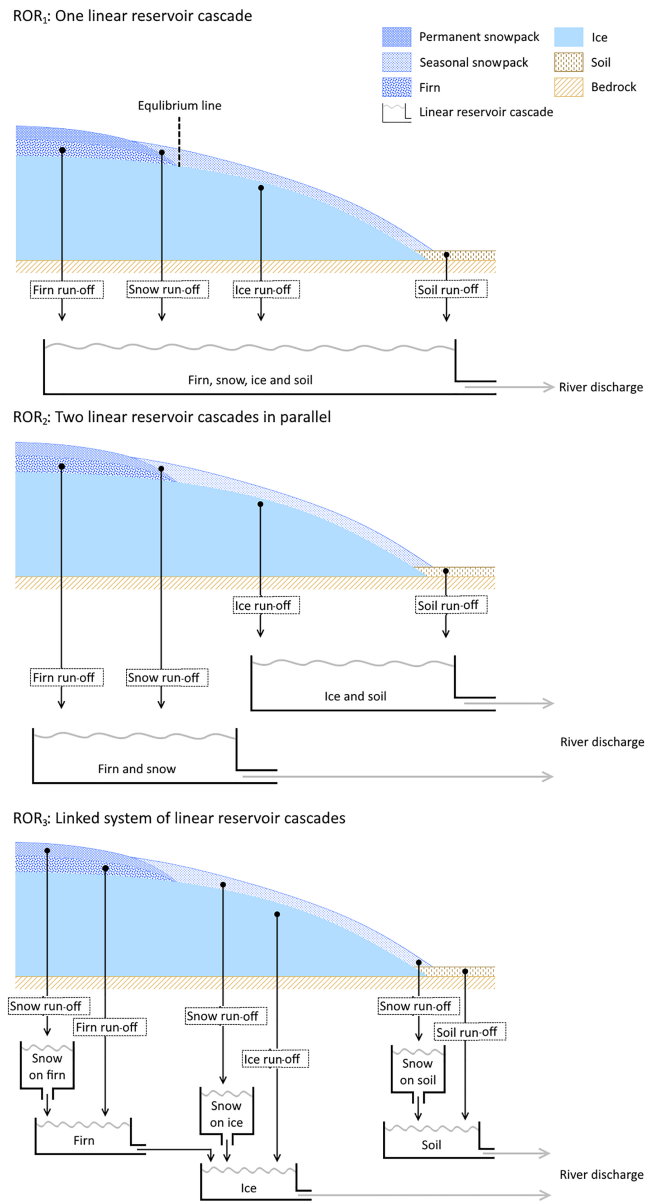 ROR₁: One linear reservoir cascade
Permanent snowpack
Ice
Seasonal snowpack
Soil
Firn
Bedrock
Linear reservoir cascade
Equlibrium line
Firn run-off
Snow run-off
Ice run-off
Soil run-off
Firn, snow, ice and soil
River discharge
ROR₂: Two linear reservoir cascades in parallel
Ice run-off
Soil run-off
Firn run-off
Snow run-off
Ice and soil
River discharge
Firn and snow
ROR₃: Linked system of linear reservoir cascades
Snow run-off
Firn run-off
Snow run-off
Ice run-off
Snow run-off
Soil run-off
Snow
on firn
Snow
on ice
Snow
on soil
Firn
Soil
Ice
River discharge